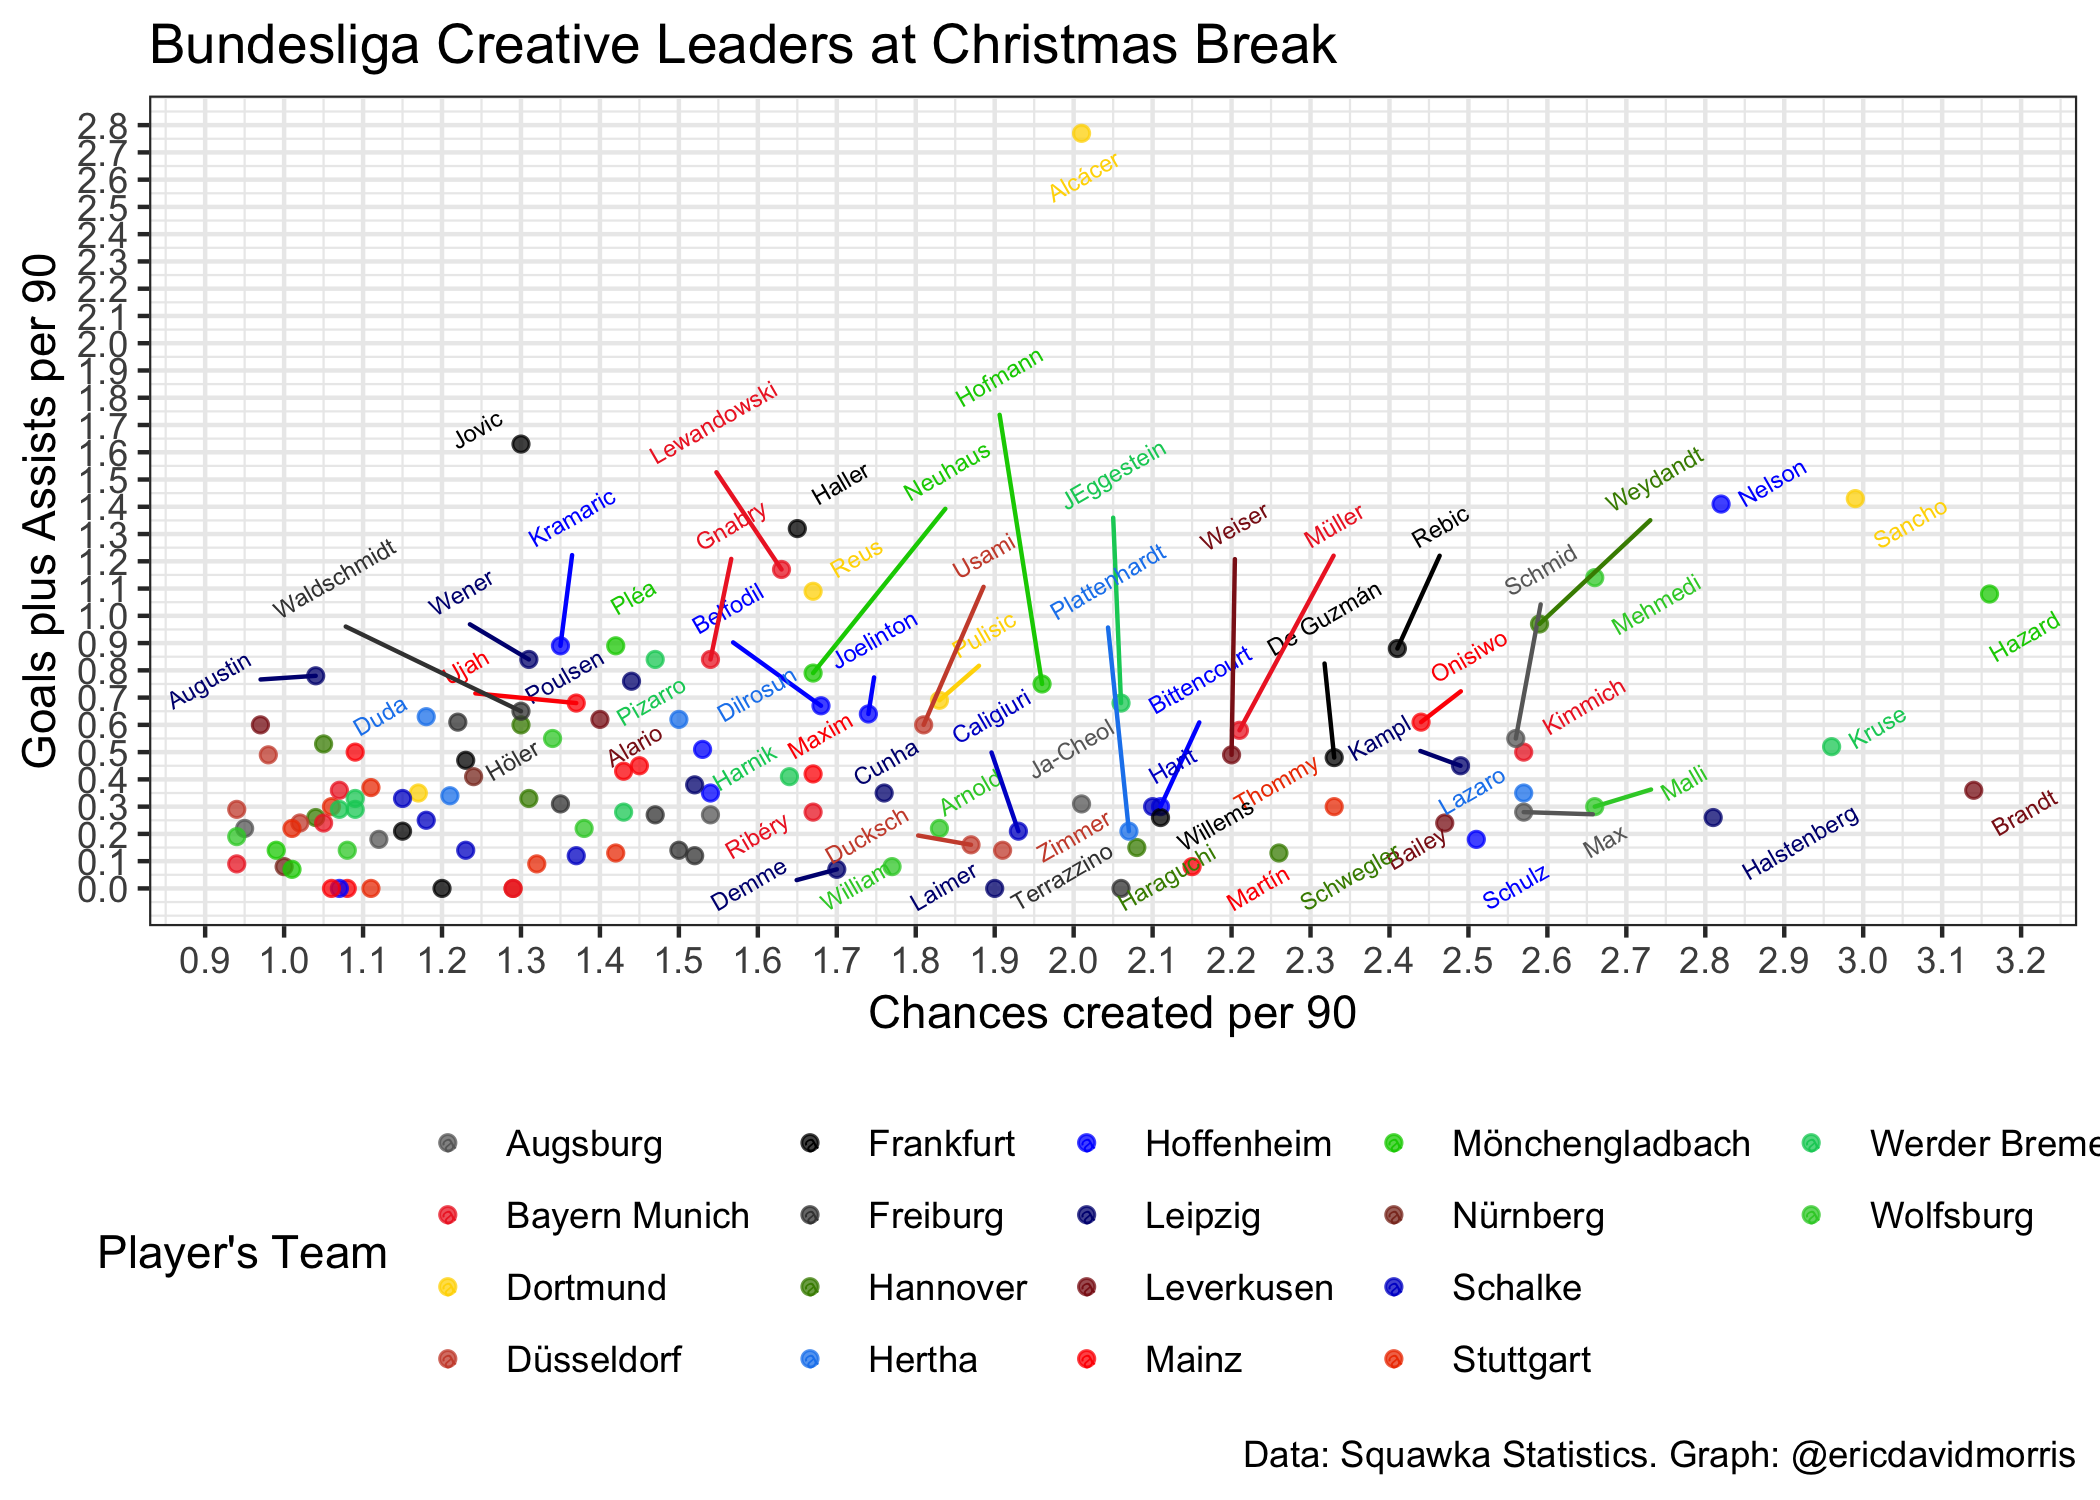 Bundesliga Creative Leaders at Christmas Break
Goals plus Assists per 90
2.8
2.7
2.6
2.5
2.4
2.3
2.2
2.1
2.0
1.9
1.8
1.7
1.6
1.5
1.4
1.3
1.2
1.1
1.0
0.9
0.8
0.7
0.6
0.5
0.4
0.3
0.2
0.1
0.0
Alcácer
Hofmann
Lewandowski
Jovic
Neuhaus
JEggestein
Haller
Weydandt
Nelson
Sancho
Kramaric
Gnabry
Weiser
Müller
Rebic
Waldschmidt
Wener
Pléa
Reus
Usami
Plattenhardt
Schmid
Mehmedi
Belfodil
De Guzmán
Joelinton
Pulisic
Hazard
Augustin
Ujah
Poulsen
Onisiwo
Bittencourt
Duda
Pizarro
Dilrosun
Caligiuri
Kimmich
Kruse
Höler
Alario
Maxim
Ja-Cheol
Kampl
Harnik
Cunha
Harit
Arnold
Thommy
Lazaro
Malli
Ribéry
Ducksch
Zimmer
Willems
Max
Brandt
Bailey
Halstenberg
Demme
William
Laimer
Terrazzino
Haraguchi
Martín
Schwegler
Schulz
0.9 1.0 1.1 1.2 1.3 1.4 1.5 1.6 1.7 1.8 1.9 2.0 2.1 2.2 2.3 2.4 2.5 2.6 2.7 2.8 2.9 3.0 3.1 3.2
Chances created per 90
Player's Team
Augsburg
Bayern Munich
Dortmund
Düsseldorf
Frankfurt
Freiburg
Hannover
Hertha
Hoffenheim
Leipzig
Leverkusen
Mainz
Mönchengladbach
Nürnberg
Schalke
Stuttgart
Werder Breme
Wolfsburg
Data: Squawka Statistics. Graph: @ericdavidmorris